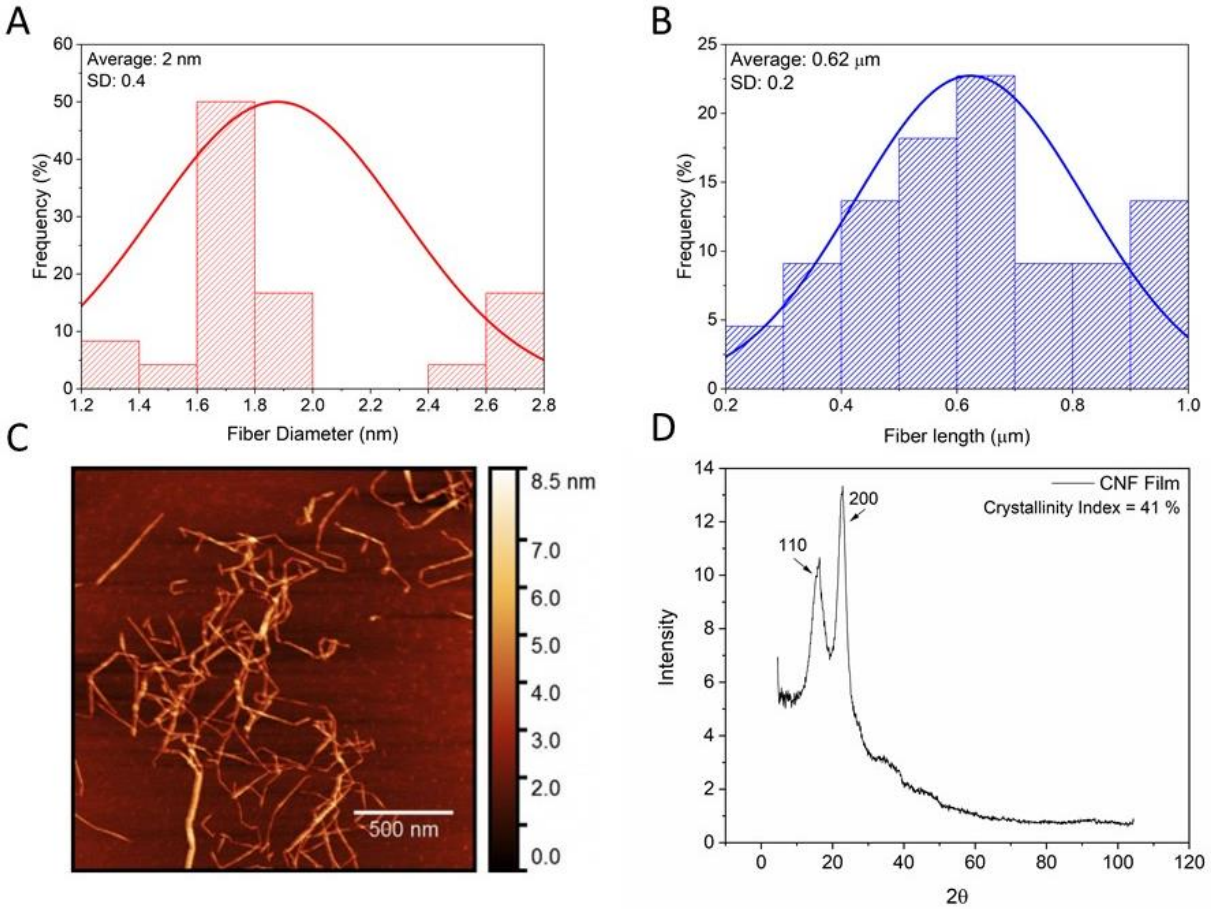 A
Average: 2 nm
SD: 0.4
Frequency (%)
60
50
40
30
20
10
0
1.2 1.4 1.6 1.8 2.0 2.2 2.4 2.6 2.8
Fiber Diameter (nm)
B
Average: 0.62 μm
SD: 0.2
Frequency (%)
25
20
15
10
5
0
0.2 0.4 0.6 0.8 1.0
Fiber length (μm)
C
8.5 nm
7.0
6.0
5.0
4.0
3.0
2.0
0.0
500 nm
D
CNF Film
Crystallinity Index = 41 %
200
110
Intensity
14
12
10
8
6
4
2
0
0 20 40 60 80 100 120
2θ